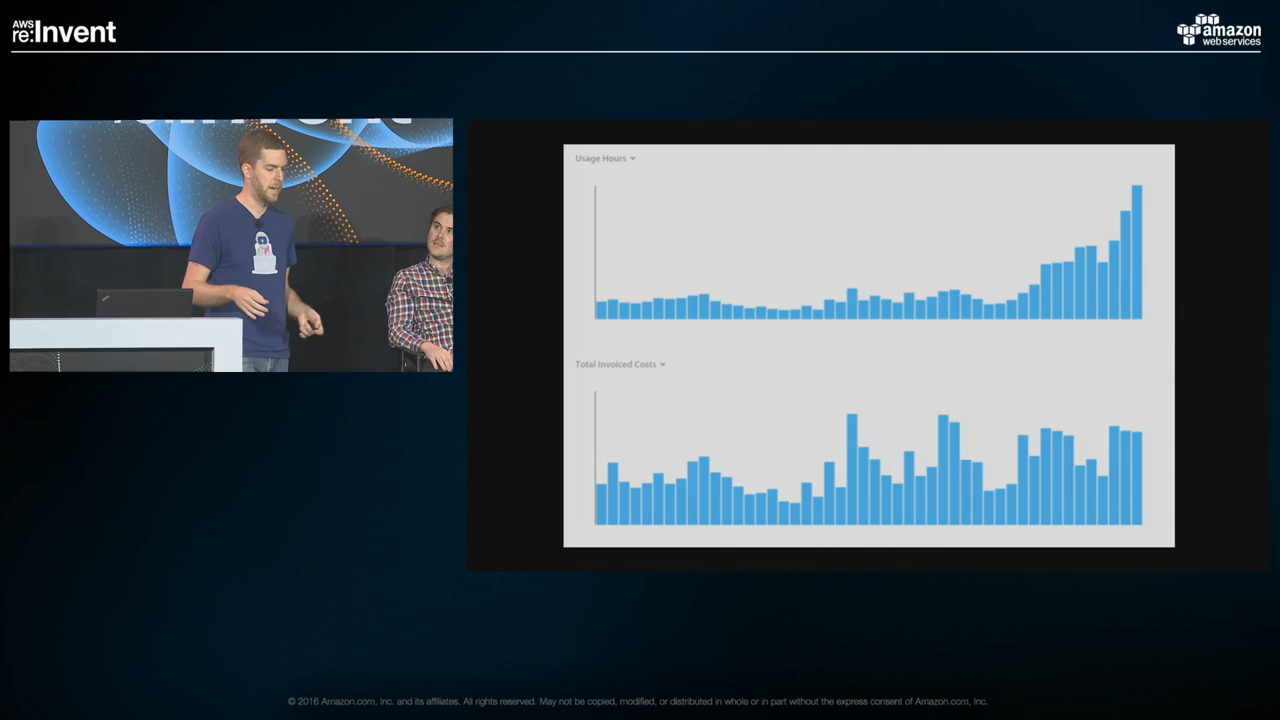 AWS
re:Invent
amazon
web services
Usage Hours
Total Invoiced Costs
© 2016 Amazon.com, Inc. and its affiliates. All rights reserved. May not be copied, modified, or distributed in whole or in part without the express consent of Amazon.com, Inc.